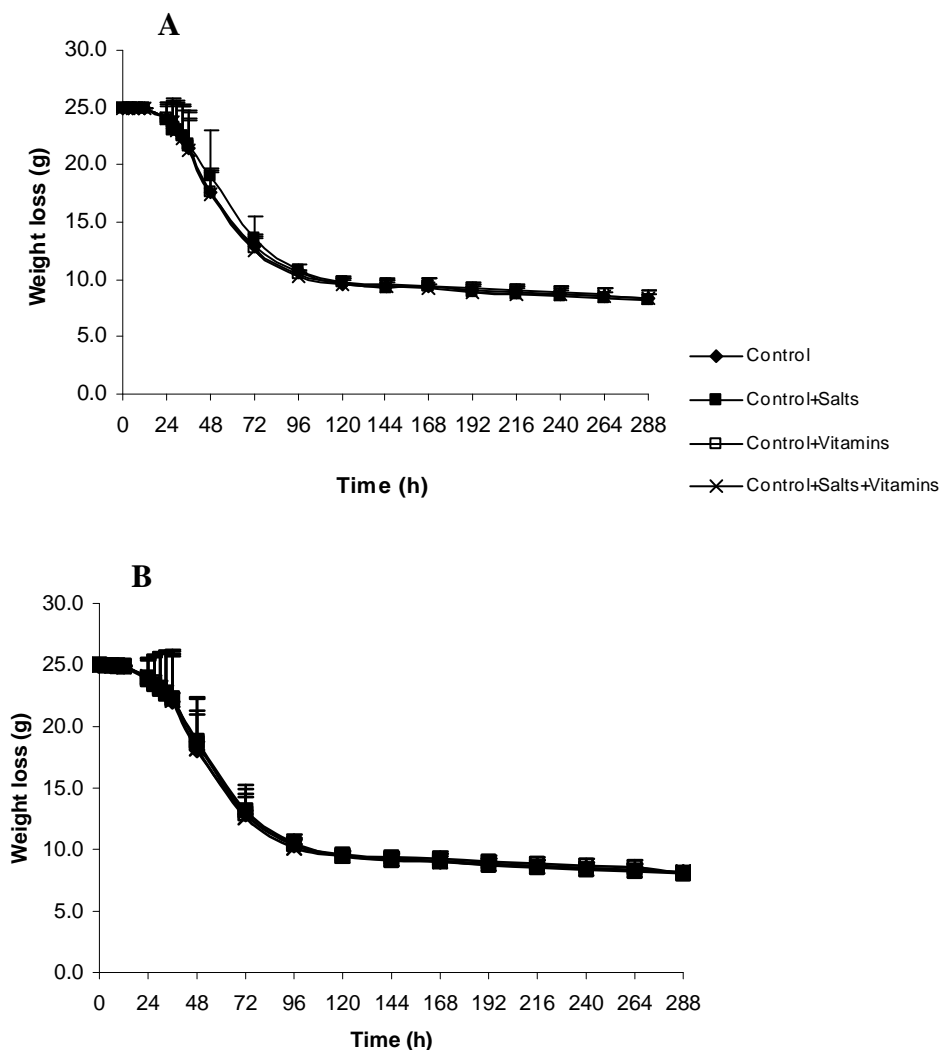 A
30.0
25.0
20.0
15.0
10.0
5.0
0.0
Weight loss (g)
0 24 48 72 96 120 144 168 192 216 240 264 288
Time (h)
Control
Control+Salts
Control+Vitamins
Control+Salts+Vitamins
B
30.0
25.0
20.0
15.0
10.0
5.0
0.0
Weight loss (g)
0 24 48 72 96 120 144 168 192 216 240 264 288
Time (h)